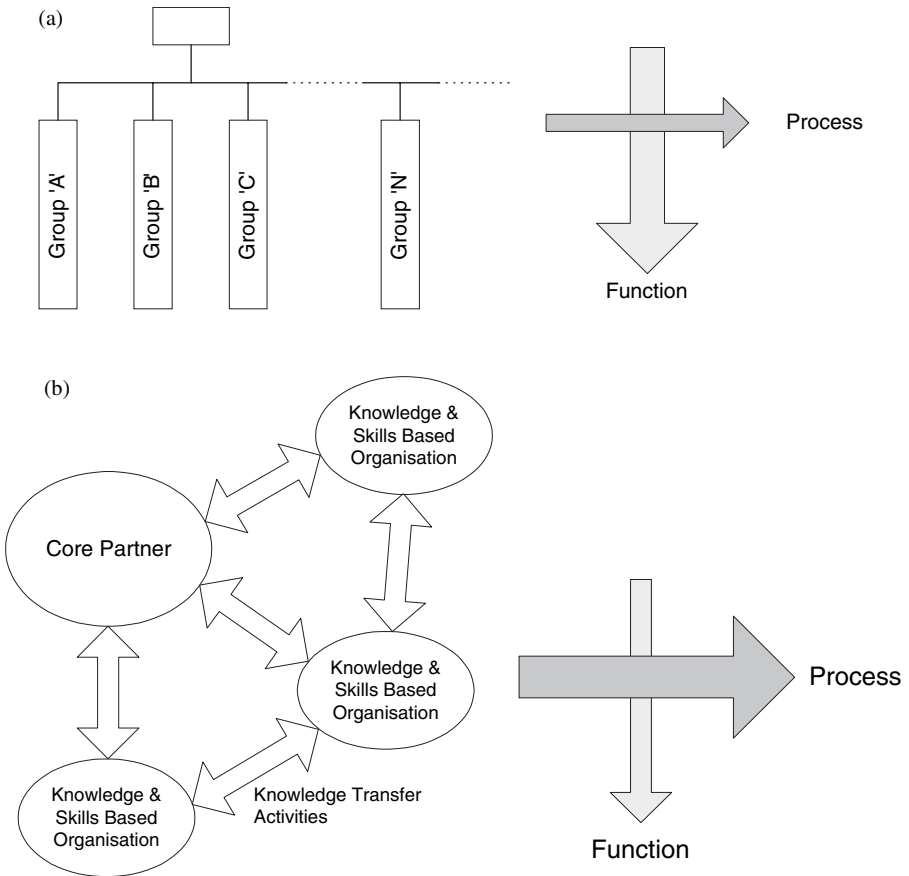 (a)
Group 'A'
Group 'B'
Group 'C'
Group 'N'
Process
Function
(b)
Knowledge &
Skills Based
Organisation
Core Partner
Knowledge &
Skills Based
Organisation
Knowledge &
Skills Based
Organisation
Knowledge Transfer
Activities
Process
Function